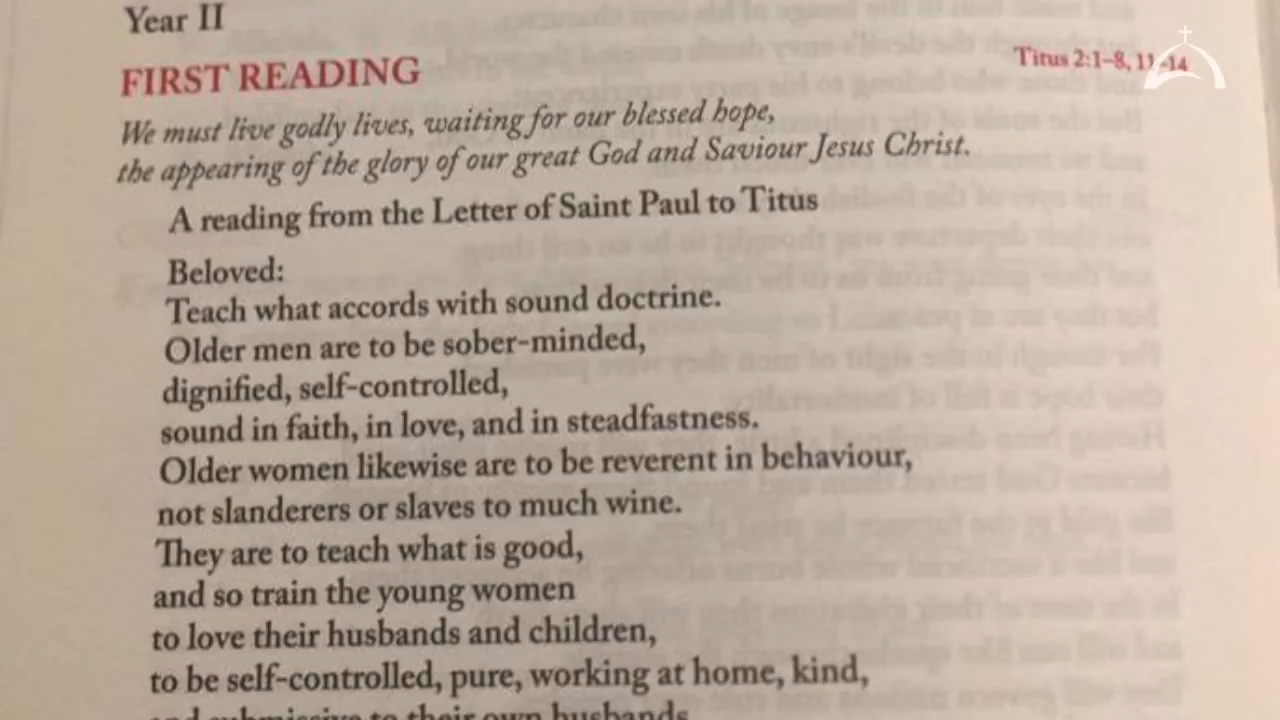 Year II
FIRST READING
Titus 2:1–8, 11–14
We must live godly lives, waiting for our blessed hope,
the appearing of the glory of our great God and Saviour Jesus Christ.
A reading from the Letter of Saint Paul to Titus
Beloved:
Teach what accords with sound doctrine.
Older men are to be sober-minded,
dignified, self-controlled,
sound in faith, in love, and in steadfastness.
Older women likewise are to be reverent in behaviour,
not slanderers or slaves to much wine.
They are to teach what is good,
and so train the young women
to love their husbands and children,
to be self-controlled, pure, working at home, kind,
and submissive to their own husbands